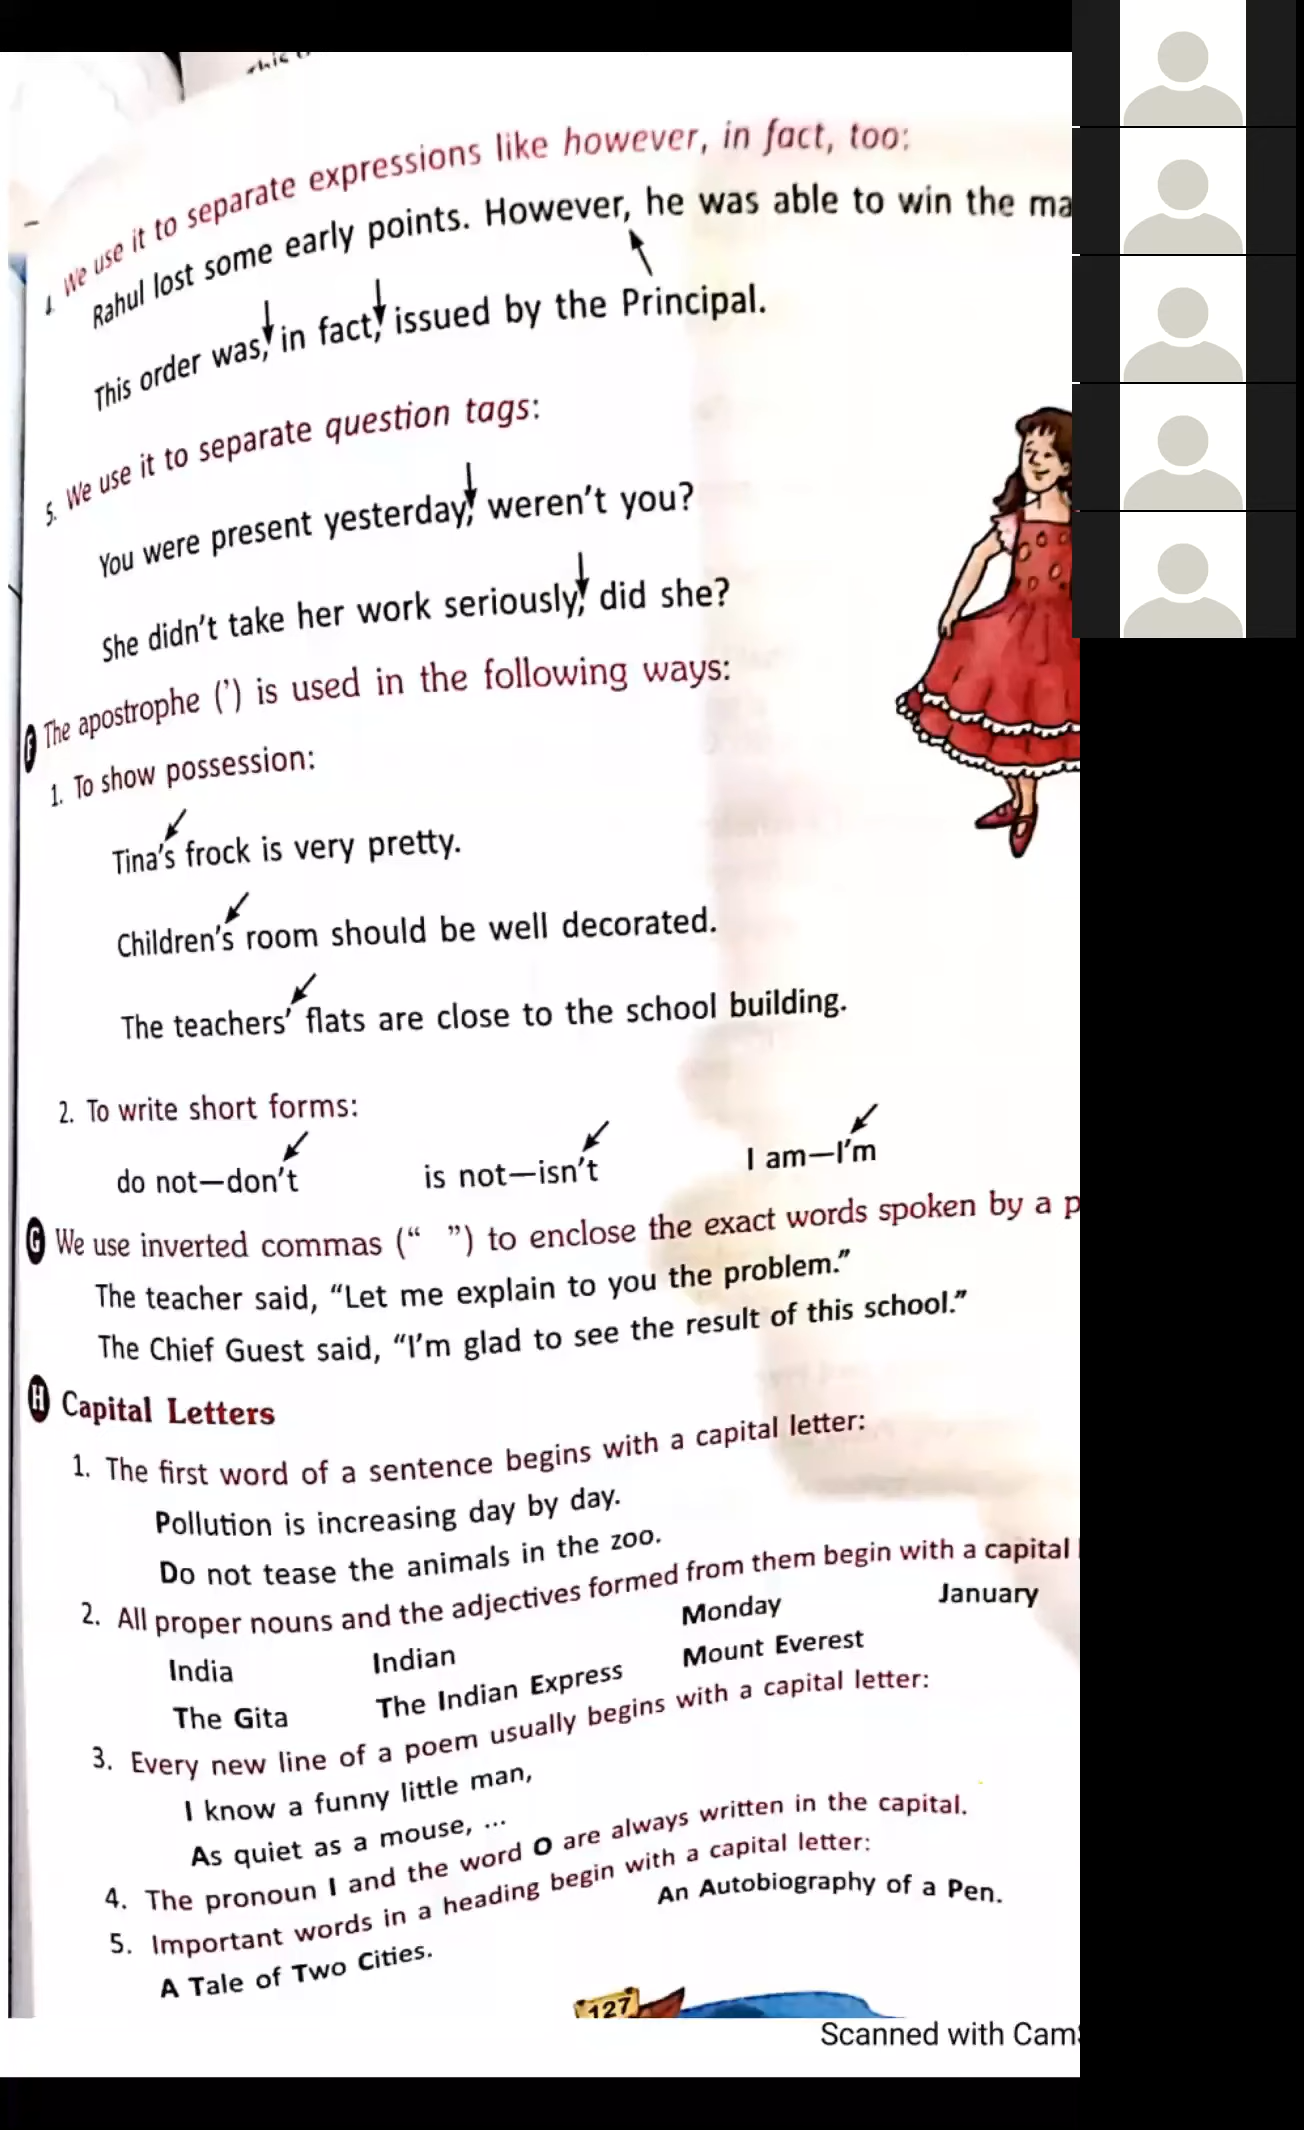 4. We use it to separate expressions like however, in fact, too:
Rahul lost some early points. However, he was able to win the
This order was, in fact, issued by the Principal.
5. We use it to separate question tags:
You were present yesterday, weren't you?
She didn't take her work seriously, did she?
F The apostrophe (’) is used in the following ways:
1. To show possession:
Tina's frock is very pretty.
Children's room should be well decorated.
The teachers' flats are close to the school building.
2. To write short forms:
do not—don't is not—isn't I am—I'm
G We use inverted commas (“ ”) to enclose the exact words spoken by a
The teacher said, “Let me explain to you the problem.”
The Chief Guest said, “I'm glad to see the result of this school.”
H Capital Letters
1. The first word of a sentence begins with a capital letter:
Pollution is increasing day by day.
Do not tease the animals in the zoo.
2. All proper nouns and the adjectives formed from them begin with a capital
India Indian Monday January
The Gita The Indian Express Mount Everest
3. Every new line of a poem usually begins with a capital letter:
I know a funny little man,
As quiet as a mouse, ...
4. The pronoun I and the word O are always written in the capital.
5. Important words in a heading begin with a capital letter:
A Tale of Two Cities. An Autobiography of a Pen.
127
Scanned with